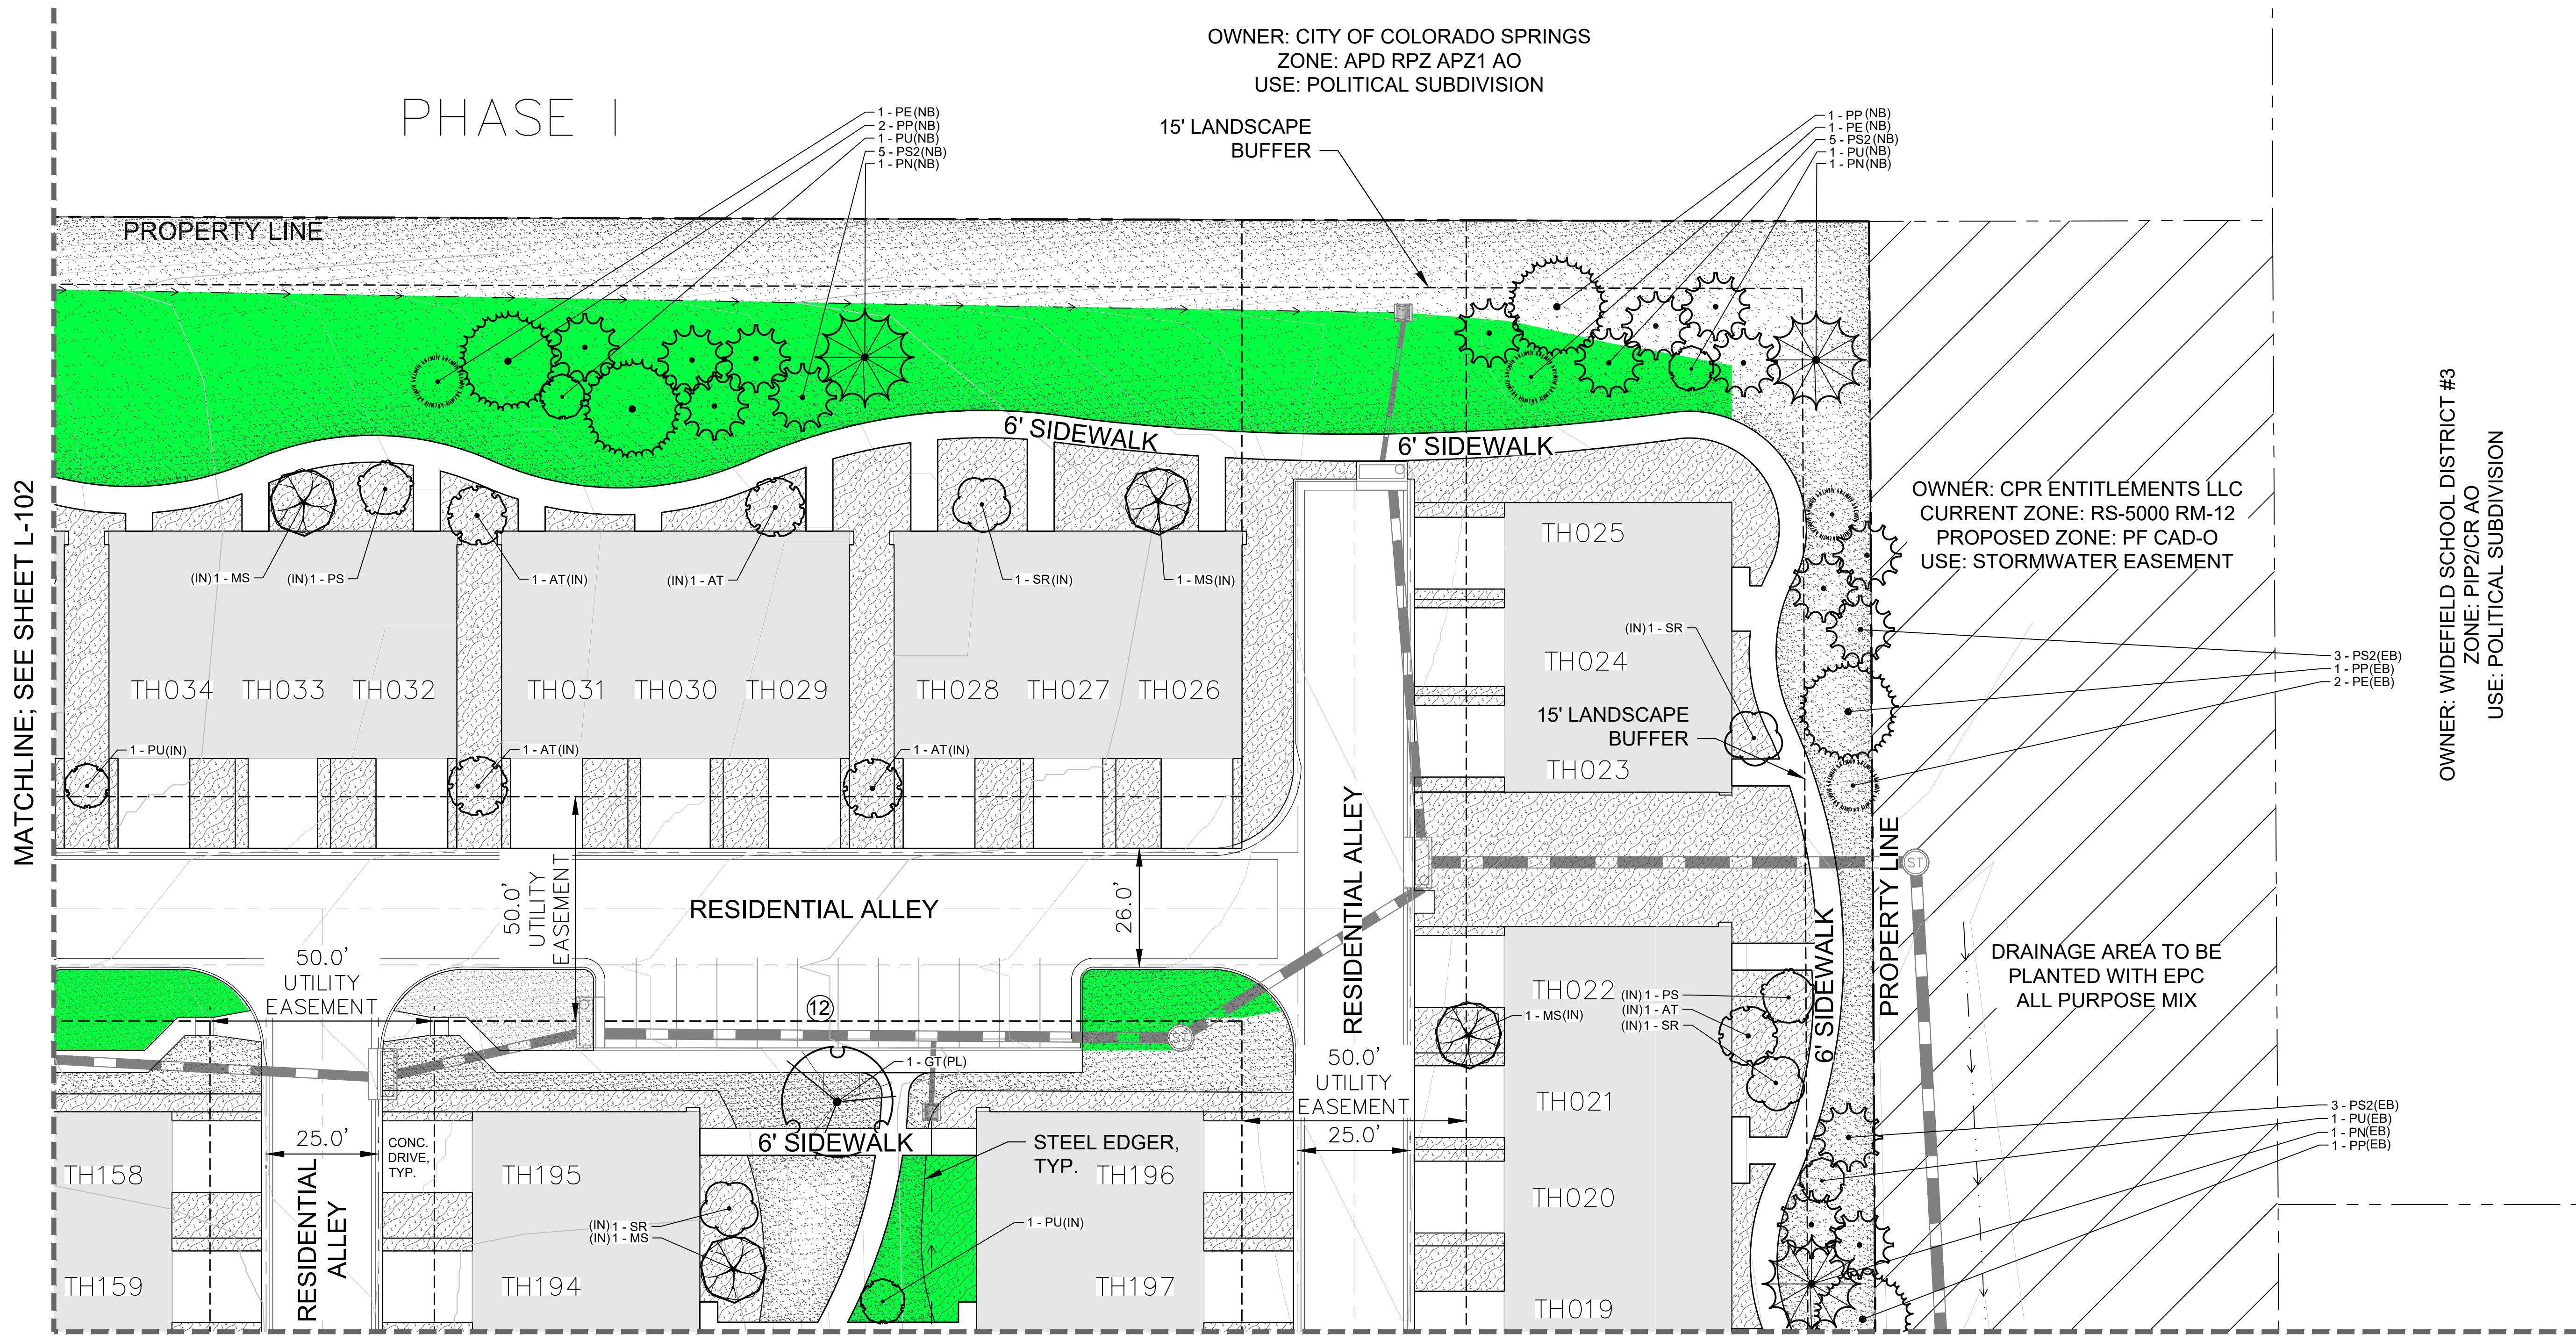 OWNER: CITY OF COLORADO SPRINGS
ZONE: APD RPZ APZ1 AO
USE: POLITICAL SUBDIVISION
PHASE I
1 - PE(NB)
2 - PP(NB)
1 - PU(NB)
5 - PS2(NB)
1 - PN(NB)
15' LANDSCAPE
BUFFER
1 - PP(NB)
1 - PE(NB)
5 - PS2(NB)
1 - PU(NB)
1 - PN(NB)
PROPERTY LINE
MATCHLINE; SEE SHEET L-102
6' SIDEWALK
6' SIDEWALK
OWNER: WIDEFIELD SCHOOL DISTRICT #3
ZONE: PIP2/CR AO
USE: POLITICAL SUBDIVISION
OWNER: CPR ENTITLEMENTS LLC
CURRENT ZONE: RS-5000 RM-12
PROPOSED ZONE: PF CAD-O
USE: STORMWATER EASEMENT
(IN)1 - MS
(IN)1 - PS
1 - AT(IN)
(IN)1 - AT
1 - SR(IN)
1 - MS(IN)
TH025
TH024
TH023
(IN)1 - SR
15' LANDSCAPE
BUFFER
3 - PS2(EB)
1 - PP(EB)
2 - PE(EB)
TH034
TH033
TH032
TH031
TH030
TH029
TH028
TH027
TH026
1 - PU(IN)
1 - AT(IN)
1 - AT(IN)
50.0'
UTILITY
EASEMENT
RESIDENTIAL ALLEY
26.0'
RESIDENTIAL ALLEY
PROPERTY LINE
6' SIDEWALK
ST
DRAINAGE AREA TO BE
PLANTED WITH EPC
ALL PURPOSE MIX
50.0'
UTILITY
EASEMENT
12
1 - GT(PL)
TH022
(IN)1 - PS
(IN)1 - AT
(IN)1 - SR
1 - MS(IN)
50.0'
UTILITY
EASEMENT
25.0'
TH021
TH020
TH019
3 - PS2(EB)
1 - PU(EB)
1 - PN(EB)
1 - PP(EB)
25.0'
CONC.
DRIVE,
TYP.
RESIDENTIAL
ALLEY
TH158
TH159
TH195
TH194
6' SIDEWALK
STEEL EDGER,
TYP.
TH196
TH197
(IN)1 - SR
(IN)1 - MS
1 - PU(IN)